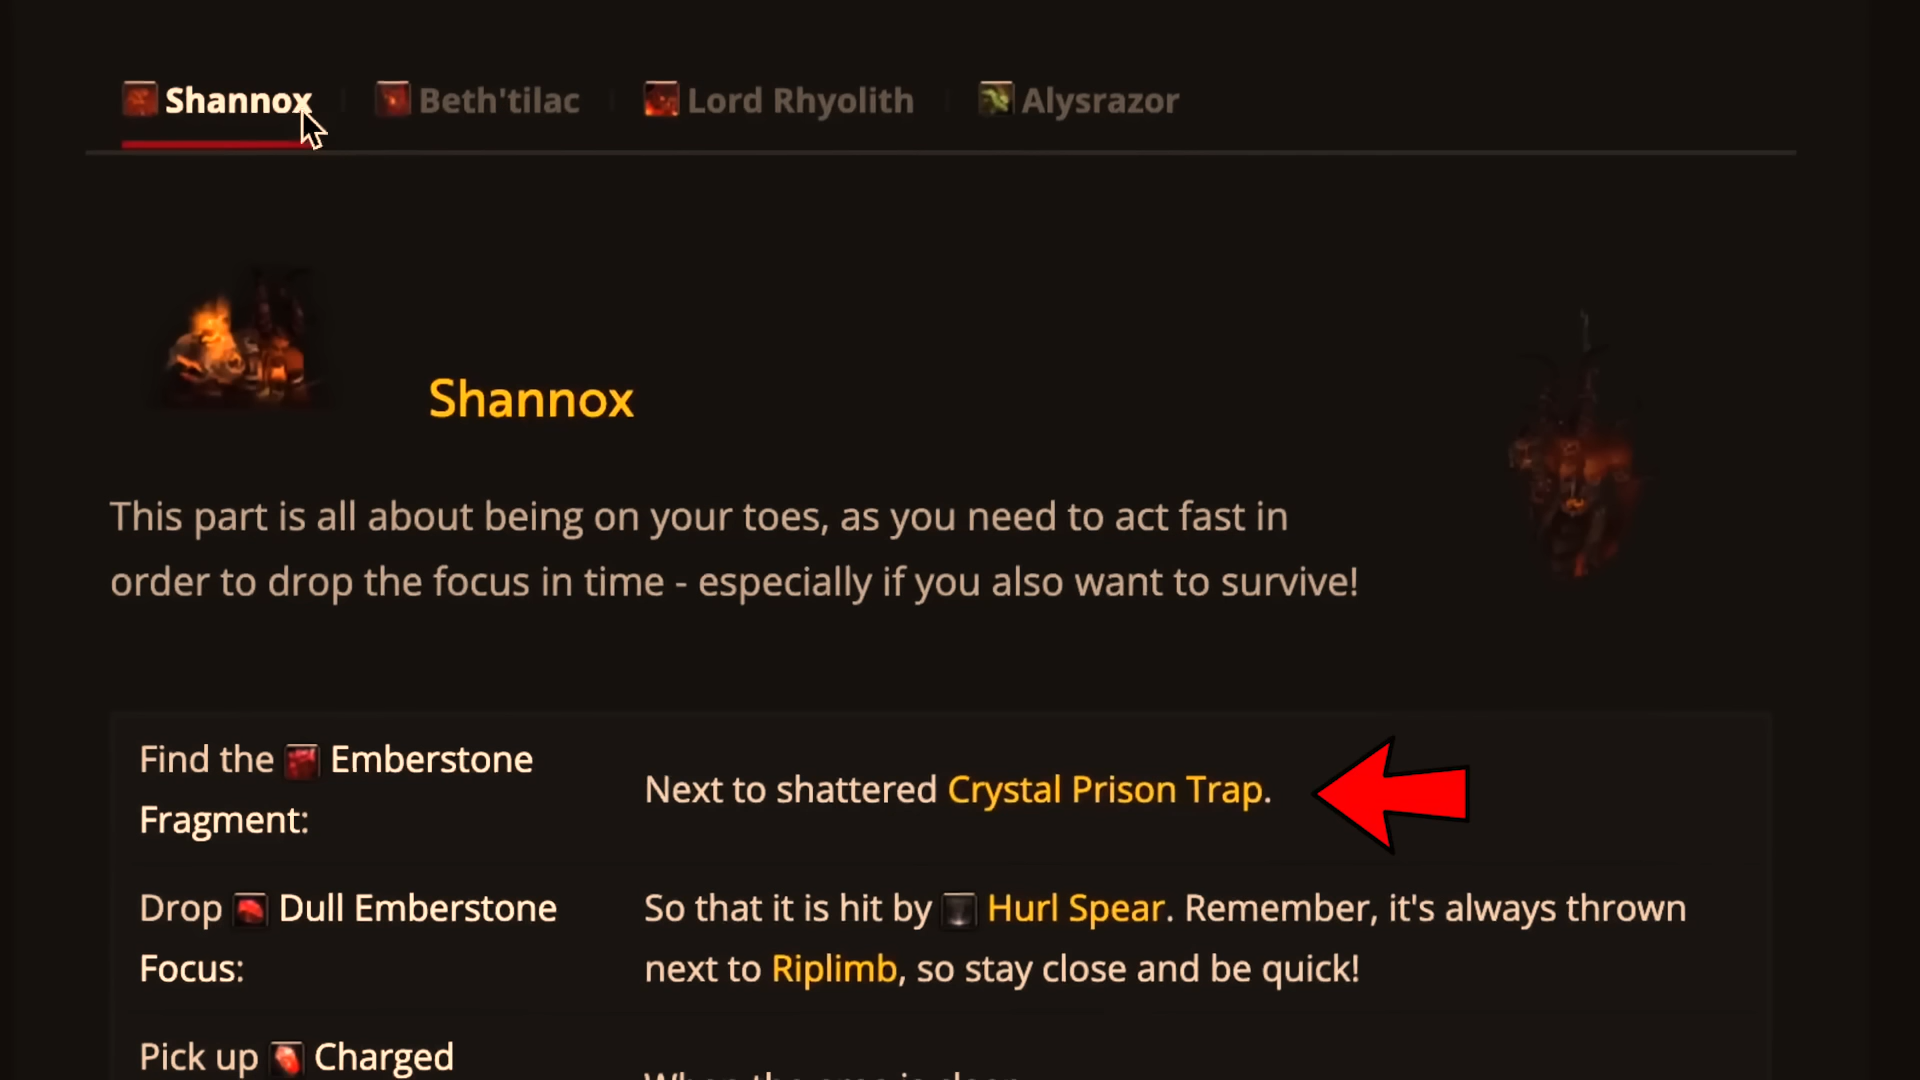 Shannox Beth'tilac Lord Rhyolith Alysrazor
Shannox
This part is all about being on your toes, as you need to act fast in
order to drop the focus in time - especially if you also want to survive!
Find the Emberstone
Fragment:
Next to shattered Crystal Prison Trap.
Drop Dull Emberstone
Focus:
So that it is hit by Hurl Spear. Remember, it's always thrown
next to Riplimb, so stay close and be quick!
Pick up Charged